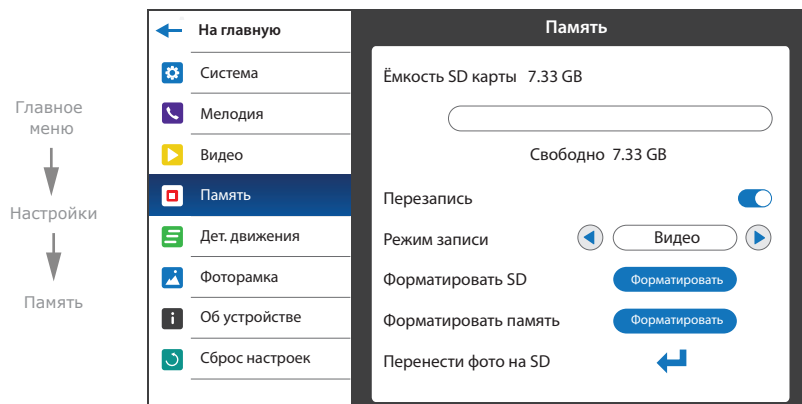 Главное
меню
Настройки
Память
На главную
Система
Мелодия
Видео
Память
Дет. движения
Фоторамка
Об устройстве
Сброс настроек
Память
Ёмкость SD карты 7.33 GB
Свободно 7.33 GB
Перезапись
Режим записи Видео
Форматировать SD Форматировать
Форматировать память Форматировать
Перенести фото на SD